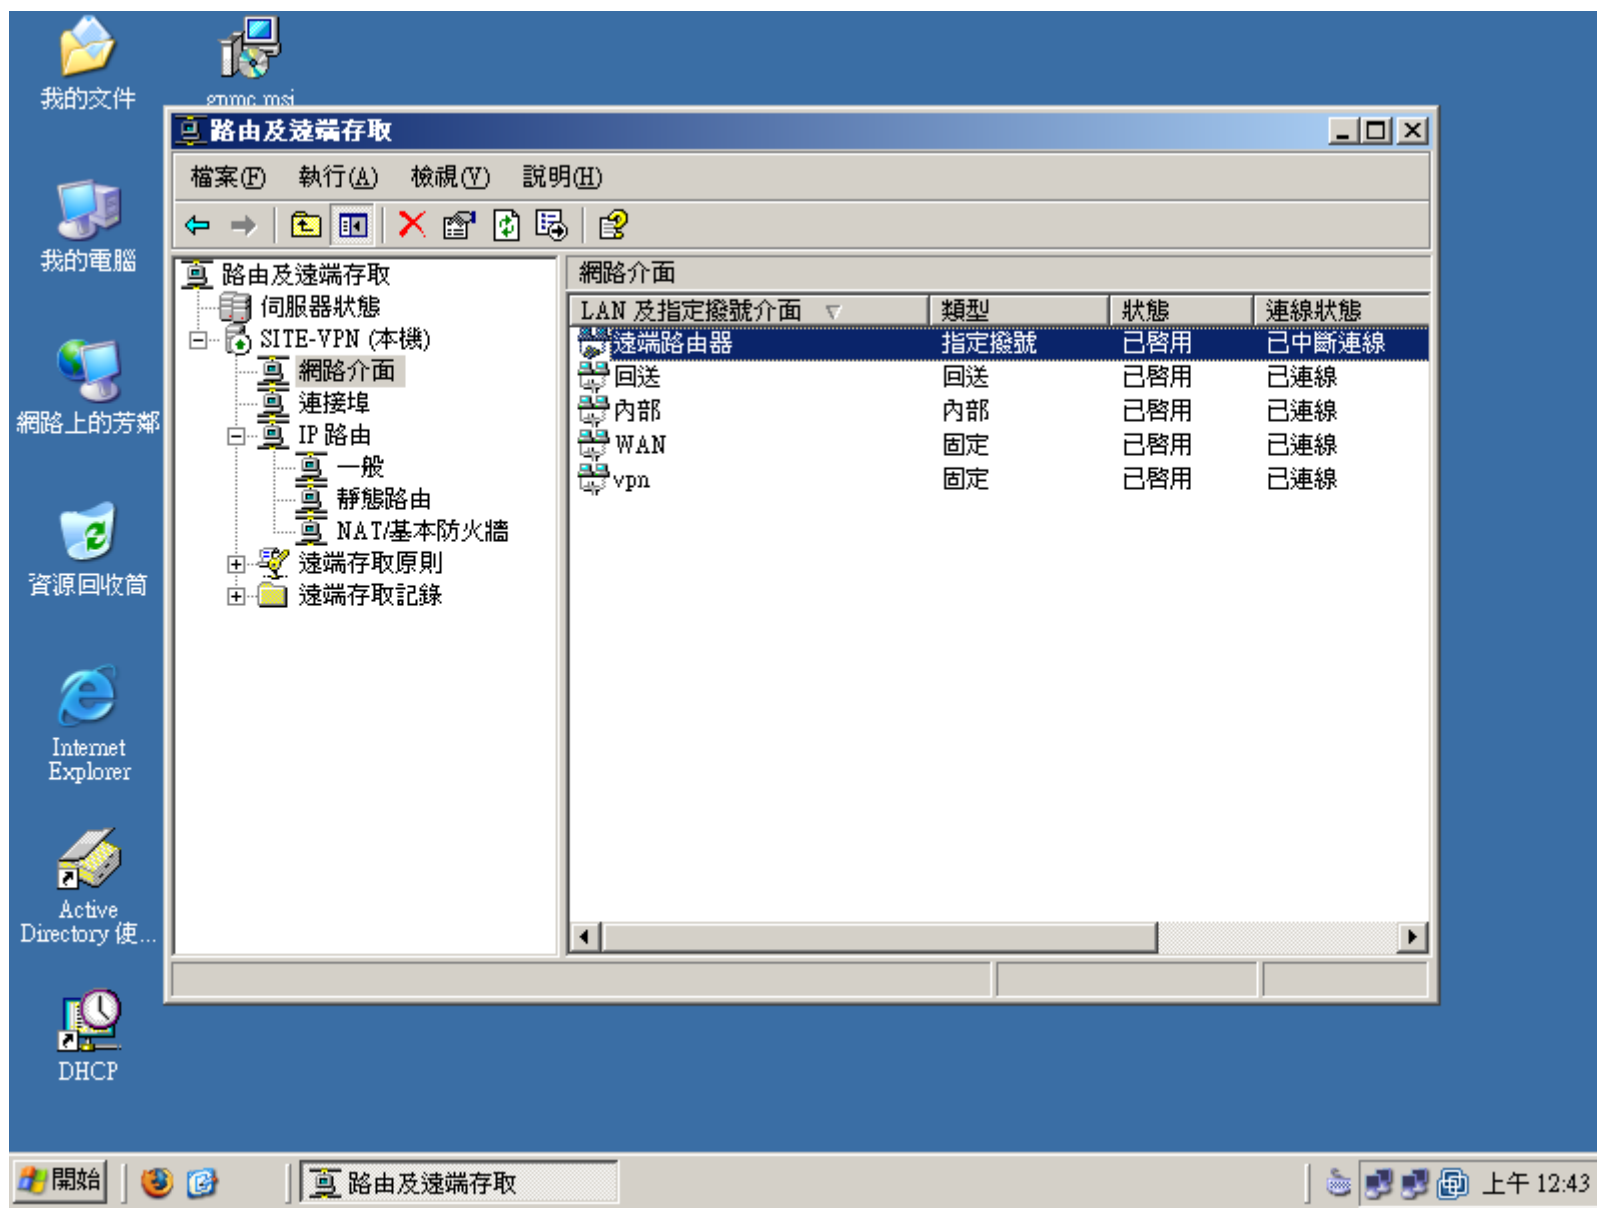 我的文件
gpmc.msi
我的電腦
網路上的芳鄰
資源回收筒
Internet
Explorer
Active
Directory 使...
DHCP
路由及遠端存取
檔案(F) 執行(A) 檢視(V) 說明(H)
路由及遠端存取
伺服器狀態
SITE-VPN (本機)
網路介面
連接埠
IP 路由
一般
靜態路由
NAT/基本防火牆
遠端存取原則
遠端存取記錄
網路介面
LAN 及指定撥號介面 類型 狀態 連線狀態
遠端路由器 指定撥號 已啓用 已中斷連線
回送 回送 已啓用 已連線
內部 內部 已啓用 已連線
WAN 固定 已啓用 已連線
vpn 固定 已啓用 已連線
開始 路由及遠端存取 上午 12:43